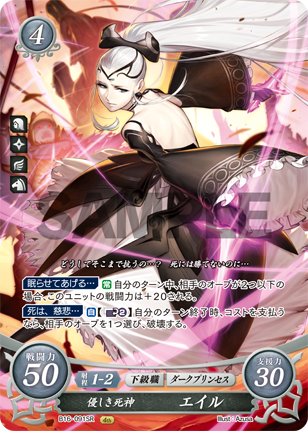 4
SAMPLE
どうしてそこまで抗うの…? 死には勝てないのに…
眠らせてあげる… 常 自分のターン中、相手のオーブが2つ以下の
場合、このユニットの戦闘力は+20される。
死は、慈悲… 自 【2】自分のターン終了時、コストを支払う
なら、相手のオーブを1つ選び、破壊する。
戦闘力 50
射程 1-2 下級職 ダークプリンセス
支援力 30
優しき死神 エイル
B16-091SR Illust.: Azusa